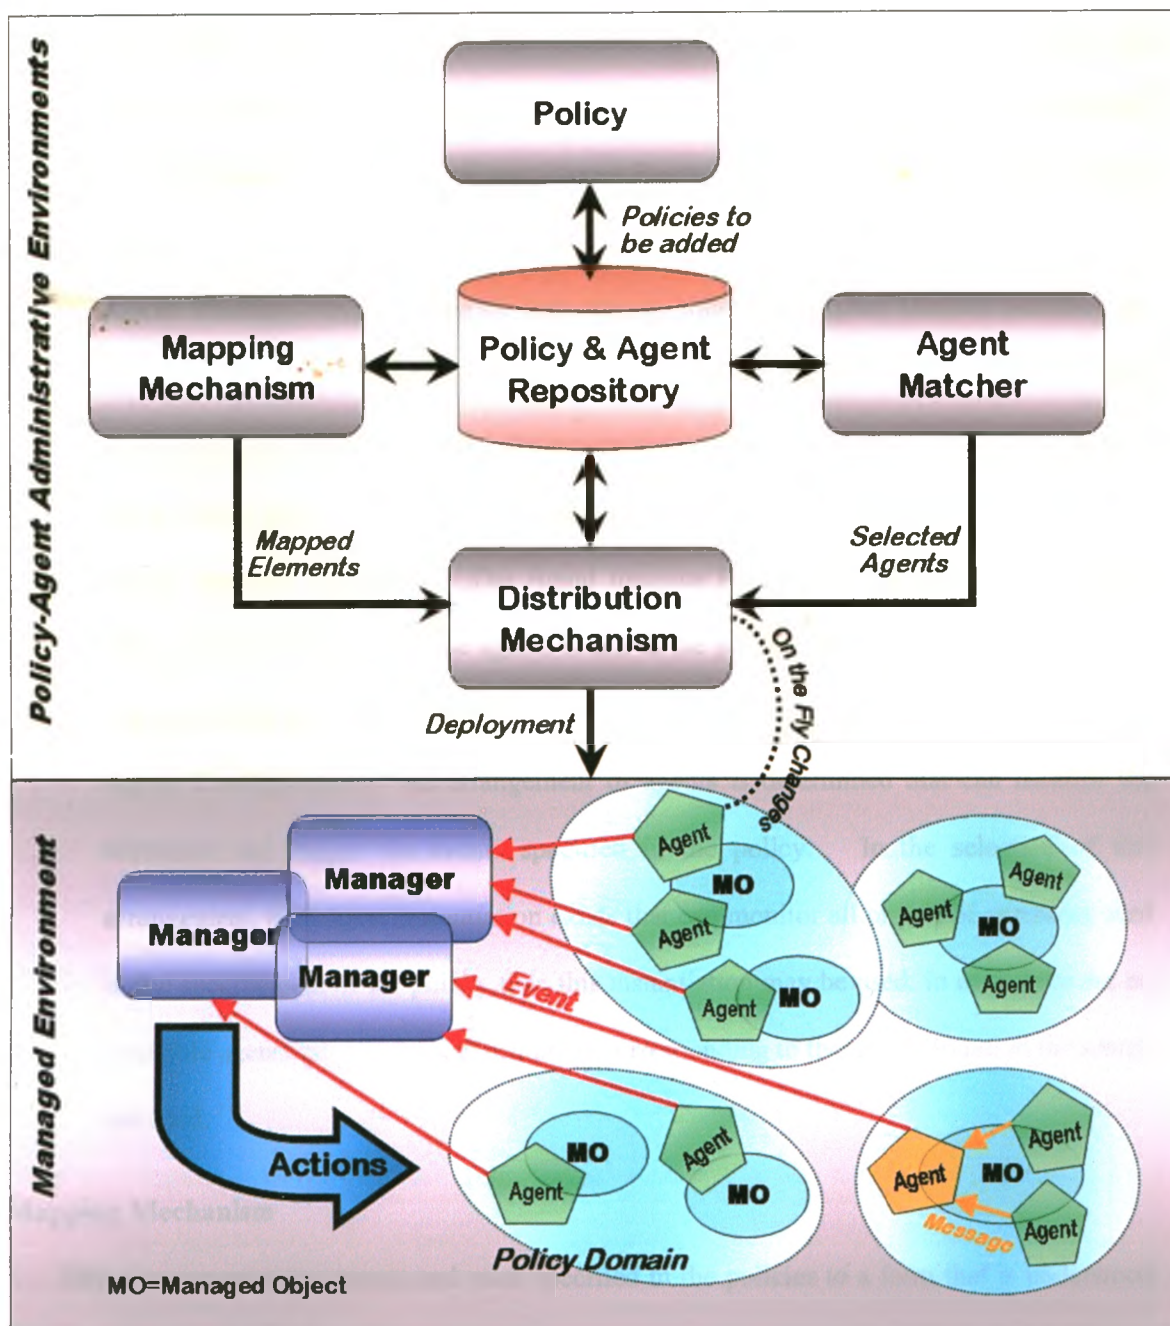 Policy-Agent Administrative Environments
Policy
Policies to
be added
Mapping
Mechanism
Policy & Agent
Repository
Agent
Matcher
Mapped
Elements
Selected
Agents
Distribution
Mechanism
On the Fly Changes
Deployment
Managed Environment
Manager
Manager
Manager
Agent
MO
Agent
Agent
MO
Agent
Agent
MO
Agent
Event
Actions
MO
Agent
Agent
MO
Policy Domain
Agent
Agent
MO
Agent
Message
MO=Managed Object
Mapping Mechanism